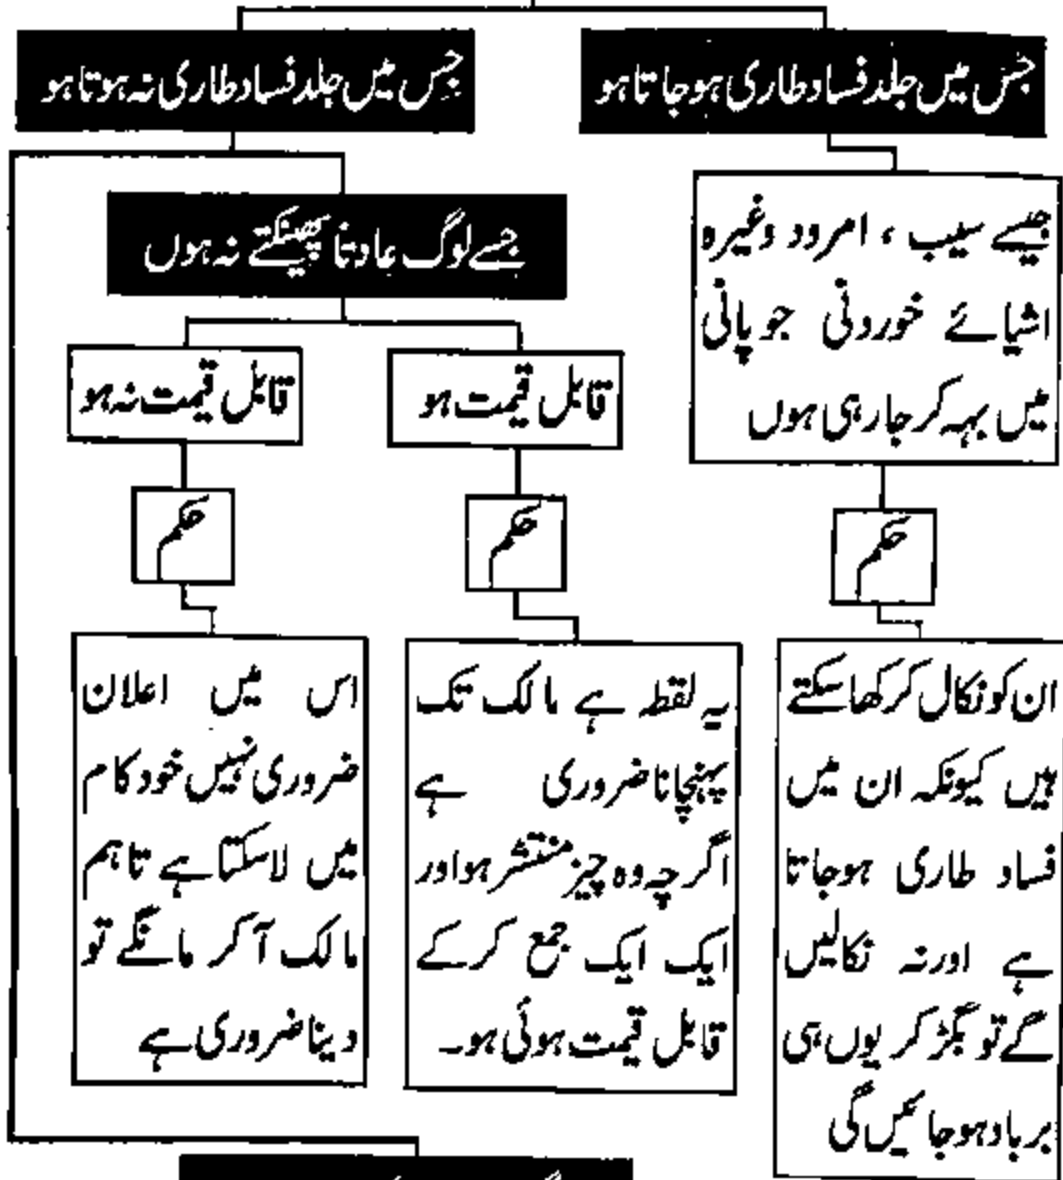 جس میں جلد فساد طاری ہوجاتا ہو
جس میں جلد فساد طاری نہ ہوتا ہو
جیسے سیب ، امرود وغیرہ
اشیائے خوردنی جو پانی
میں بہہ کر جارہی ہوں
حکم
ان کو نکال کر کھا سکتے
ہیں کیونکہ ان میں
فساد طاری ہوجاتا
ہے اورنہ نکالیں
گے تو بگڑ کر یوں ہی
برباد ہوجائیں گی
جسے لوگ عادتا پھینکتے نہ ہوں
قابل قیمت ہو
حکم
یہ لقطہ ہے مالک تک
پہنچانا ضروری ہے
اگرچہ وہ چیز منتشر ہو اور
ایک ایک جمع کرکے
قابل قیمت ہوئی ہو۔
قابل قیمت نہ ہو
حکم
اس میں اعلان
ضروری نہیں خود کام
میں لاسکتا ہے تاہم
مالک آکر مانگے تو
دینا ضروری ہے